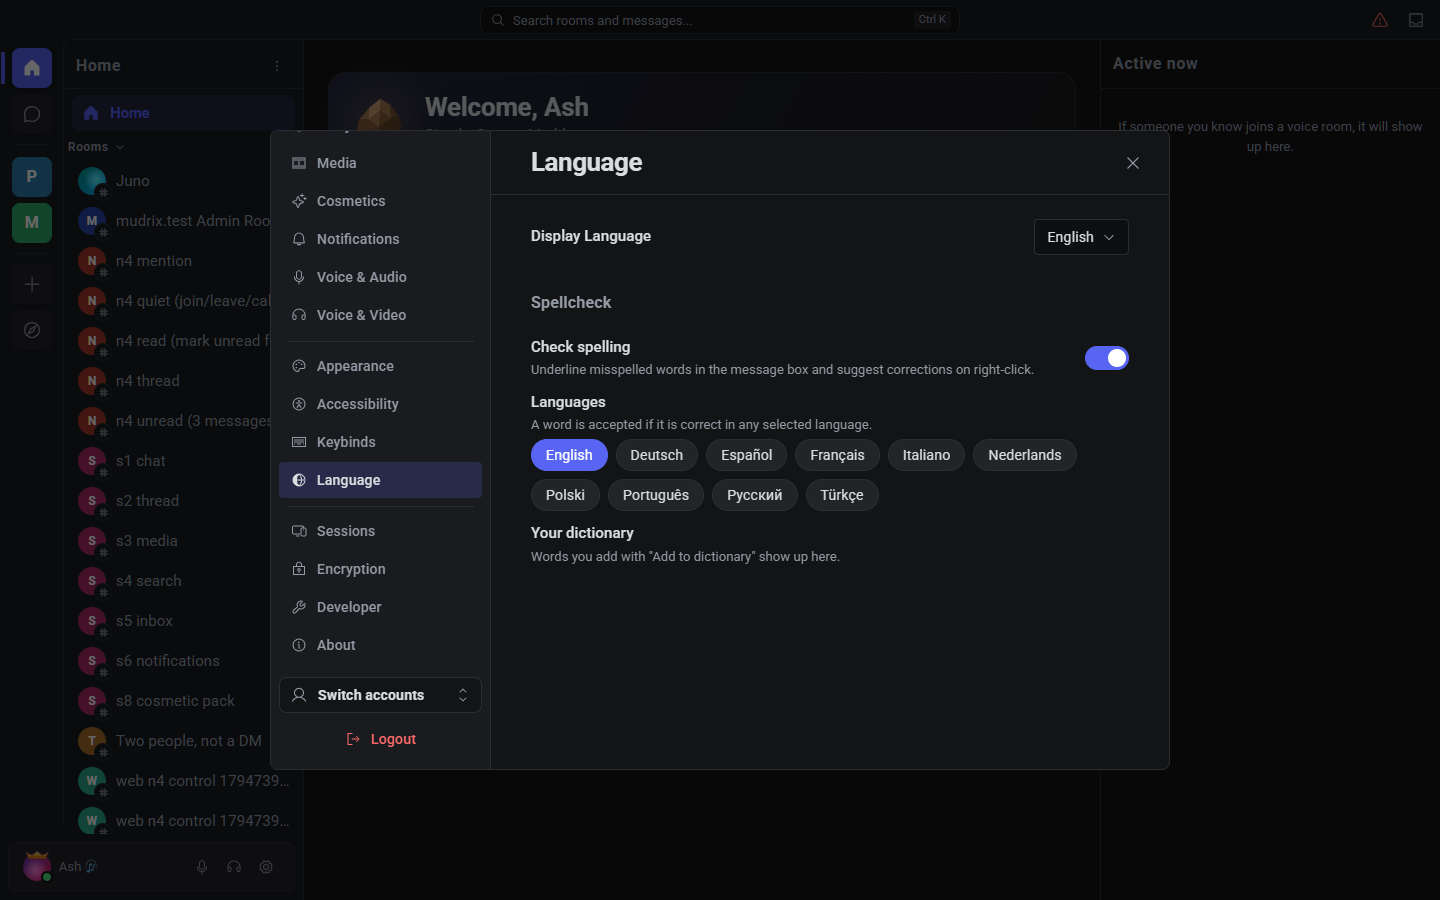 Search rooms and messages...
Ctrl K
Home
Active now
Home
Welcome, Ash
If someone you know joins a voice room, it will show
up here.
Rooms
P
M
Juno
M
mudrix.test Admin Roo
N
n4 mention
N
n4 quiet (join/leave/cal
N
n4 read (mark unread f
N
n4 thread
N
n4 unread (3 messages
S
s1 chat
S
s2 thread
S
s3 media
S
s4 search
S
s5 inbox
S
s6 notifications
S
s8 cosmetic pack
T
Two people, not a DM
W
web n4 control 1794739...
W
web n4 control 1794739...
Ash
Media
Cosmetics
Notifications
Voice & Audio
Voice & Video
Appearance
Accessibility
Keybinds
Language
Sessions
Encryption
Developer
About
Switch accounts
Logout
Language
Display Language
English
Spellcheck
Check spelling
Underline misspelled words in the message box and suggest corrections on right-click.
Languages
A word is accepted if it is correct in any selected language.
English Deutsch Español Français Italiano Nederlands
Polski Português Русский Türkçe
Your dictionary
Words you add with "Add to dictionary" show up here.